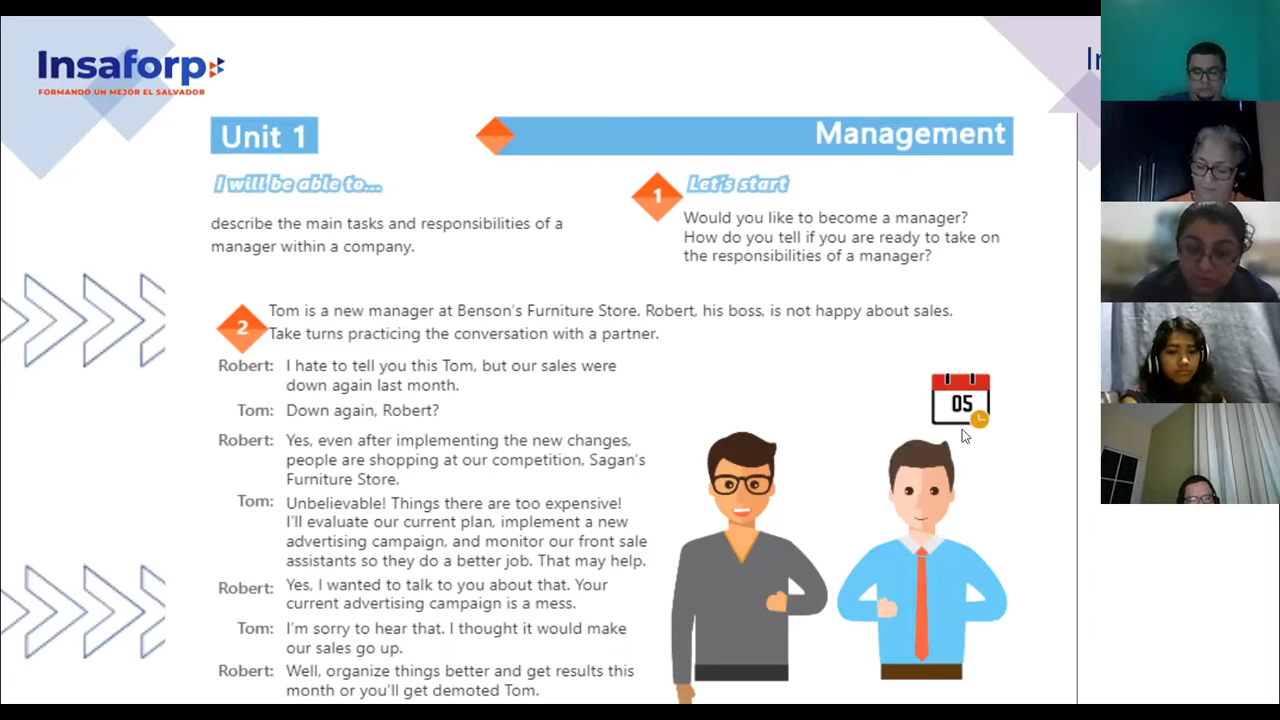 Insaforp
FORMANDO UN MEJOR EL SALVADOR
In
Unit 1
Management
I will be able to...
describe the main tasks and responsibilities of a
manager within a company.
1
Let's start
Would you like to become a manager?
How do you tell if you are ready to take on
the responsibilities of a manager?
2
Tom is a new manager at Benson's Furniture Store. Robert, his boss, is not happy about sales.
Take turns practicing the conversation with a partner.
Robert: I hate to tell you this Tom, but our sales were
down again last month.
Tom: Down again, Robert?
Robert: Yes, even after implementing the new changes,
people are shopping at our competition, Sagan's
Furniture Store.
Tom: Unbelievable! Things there are too expensive!
I'll evaluate our current plan, implement a new
advertising campaign, and monitor our front sale
assistants so they do a better job. That may help.
Robert: Yes, I wanted to talk to you about that. Your
current advertising campaign is a mess.
Tom: I'm sorry to hear that. I thought it would make
our sales go up.
Robert: Well, organize things better and get results this
month or you'll get demoted Tom.
05